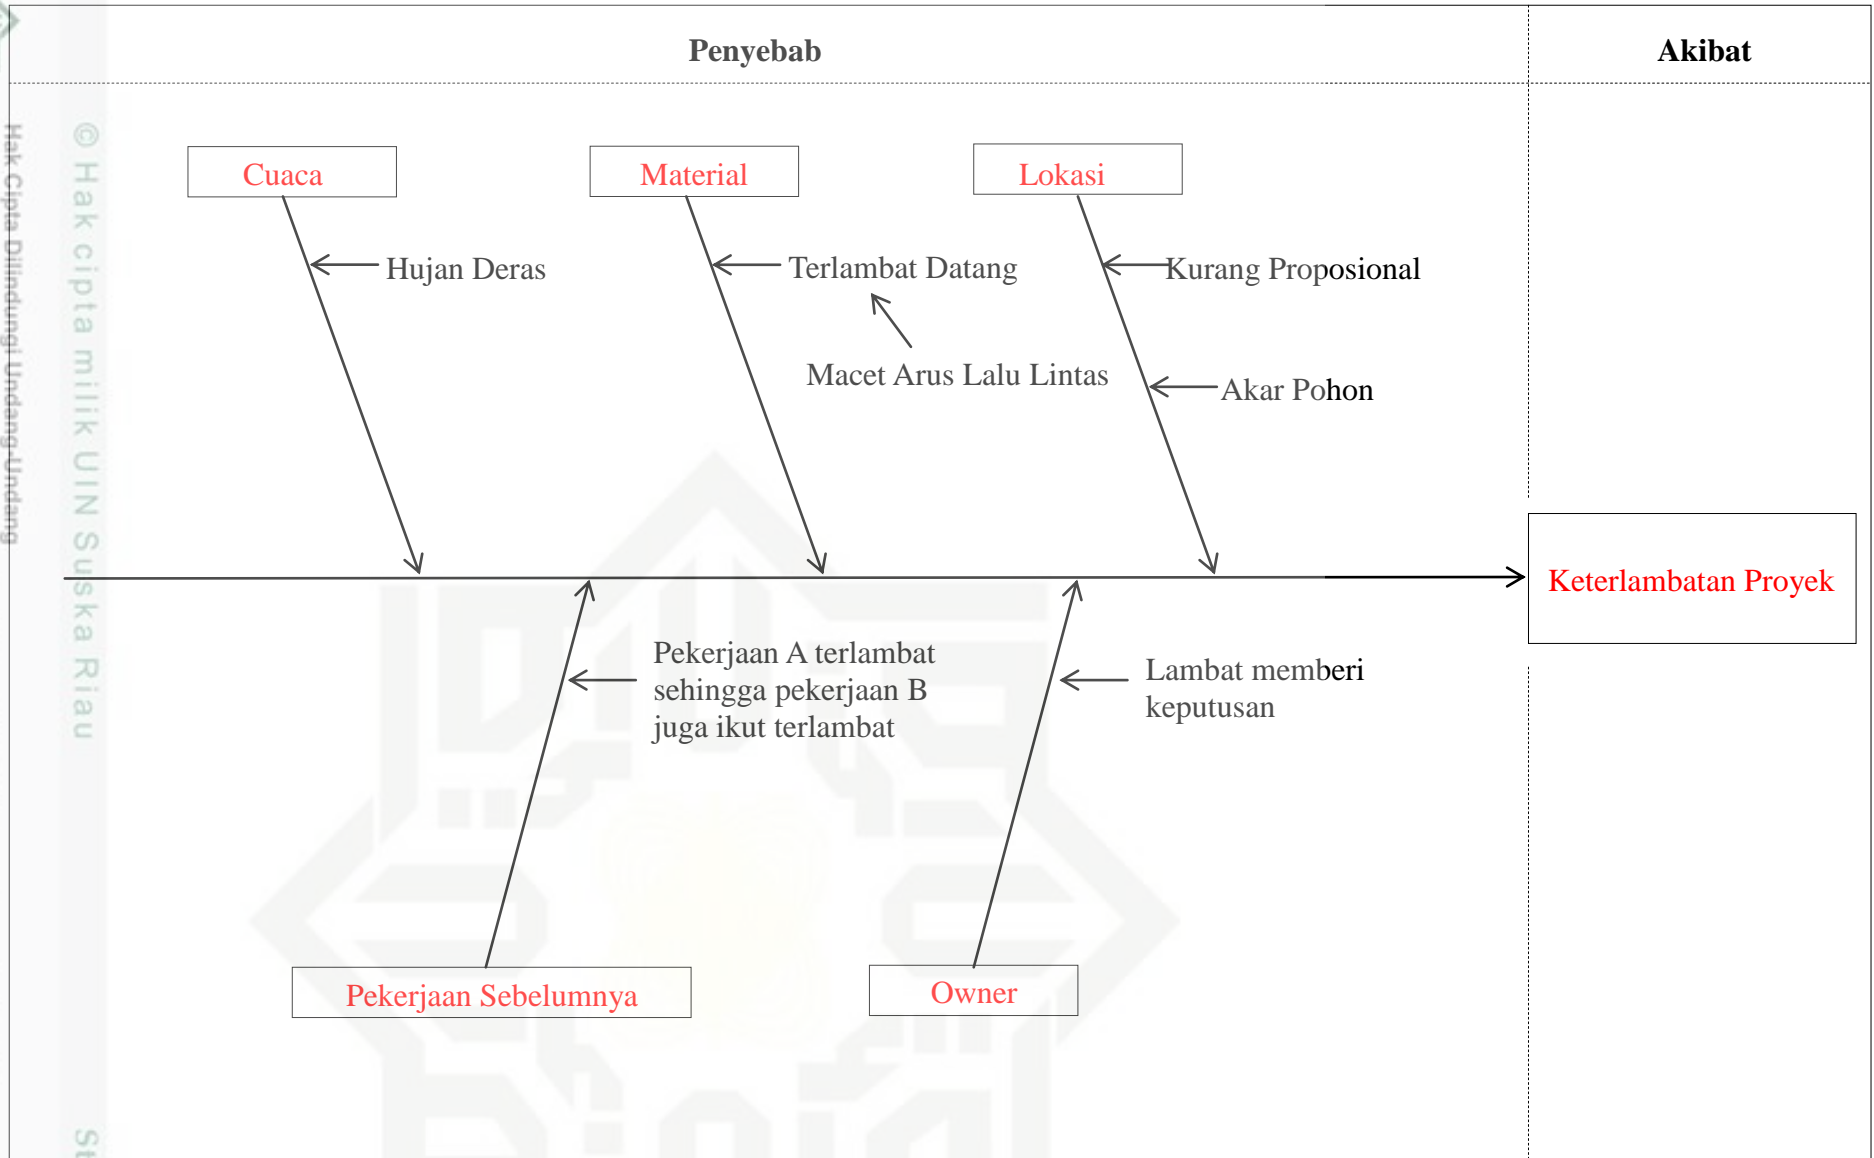 Penyebab
Akibat
Cuaca
Material
Lokasi
Hujan Deras
Terlambat Datang
Kurang Proposional
Macet Arus Lalu Lintas
Akar Pohon
Keterlambatan Proyek
Pekerjaan A terlambat
sehingga pekerjaan B
juga ikut terlambat
Lambat memberi
keputusan
Pekerjaan Sebelumnya
Owner
© Hak cipta milik UIN Suska Riau
Hak Cipta Dilindungi Undang-Undang